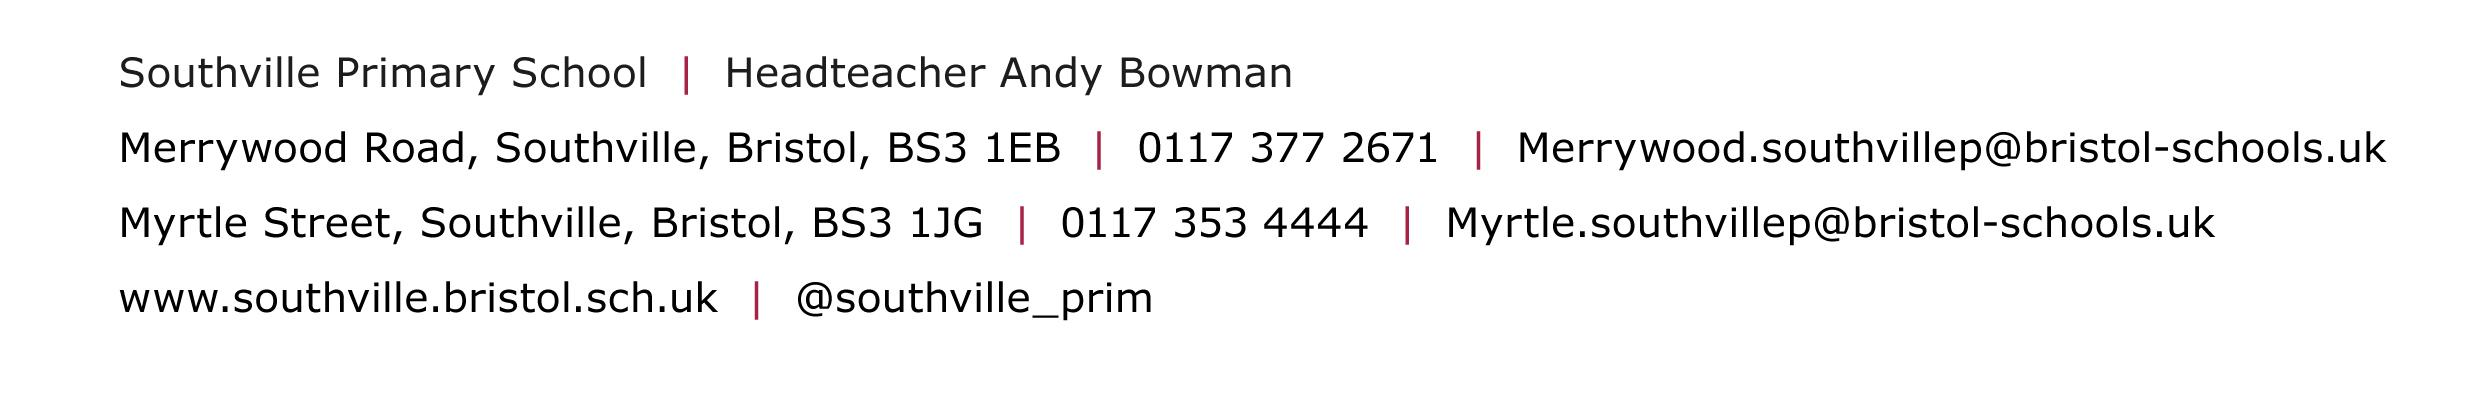 Southville Primary School | Headteacher Andy Bowman
Merrywood Road, Southville, Bristol, BS3 1EB | 0117 377 2671 | Merrywood.southvillep@bristol-schools.uk
Myrtle Street, Southville, Bristol, BS3 1JG | 0117 353 4444 | Myrtle.southvillep@bristol-schools.uk
www.southville.bristol.sch.uk | @southville_prim